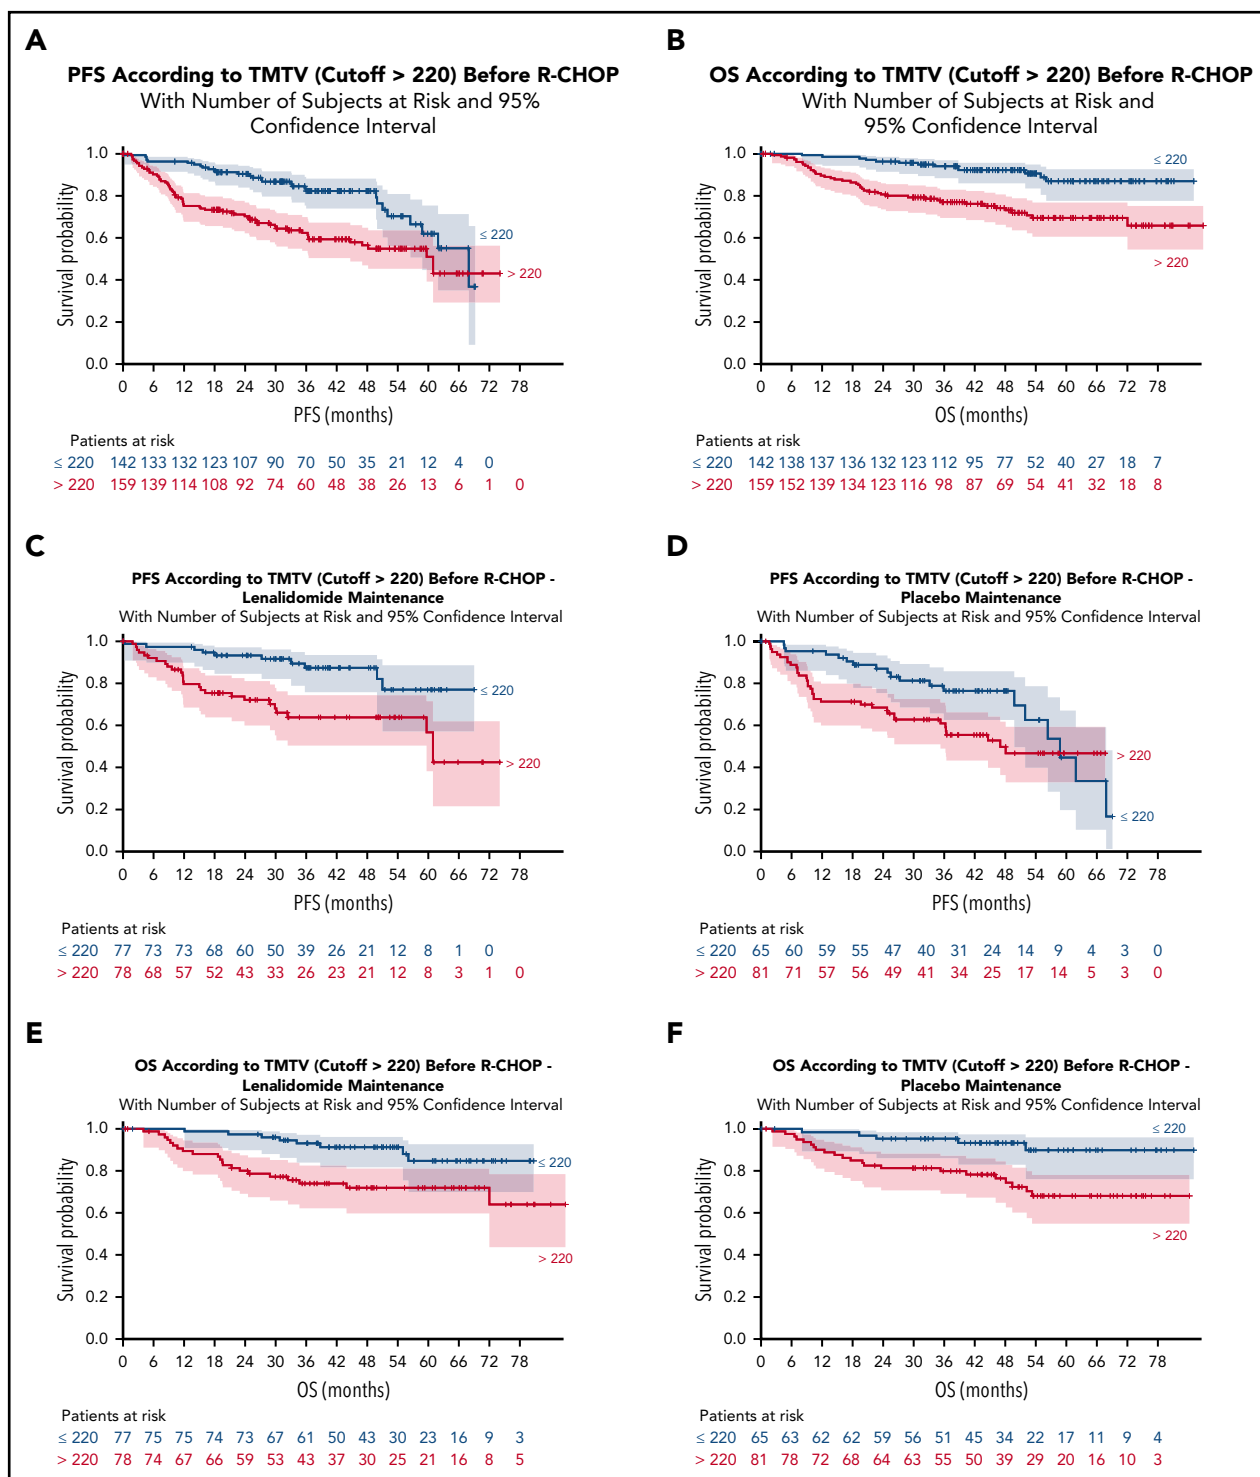 A
PFS According to TMTV (Cutoff > 220) Before R-CHOP
With Number of Subjects at Risk and 95%
Confidence Interval
Survival probability
1.0
0.8
0.6
0.4
0.2
0.0
≤ 220
> 220
0 6 12 18 24 30 36 42 48 54 60 66 72 78
PFS (months)
Patients at risk
≤ 220 142 133 132 123 107 90 70 50 35 21 12 4 0
> 220 159 139 114 108 92 74 60 48 38 26 13 6 1 0
B
OS According to TMTV (Cutoff > 220) Before R-CHOP
With Number of Subjects at Risk and
95% Confidence Interval
Survival probability
1.0
0.8
0.6
0.4
0.2
0.0
≤ 220
> 220
0 6 12 18 24 30 36 42 48 54 60 66 72 78
OS (months)
Patients at risk
≤ 220 142 138 137 136 132 123 112 95 77 52 40 27 18 7
> 220 159 152 139 134 123 116 98 87 69 54 41 32 18 8
C
PFS According to TMTV (Cutoff > 220) Before R-CHOP -
Lenalidomide Maintenance
With Number of Subjects at Risk and 95% Confidence Interval
Survival probability
1.0
0.8
0.6
0.4
0.2
0.0
≤ 220
> 220
0 6 12 18 24 30 36 42 48 54 60 66 72 78
PFS (months)
Patients at risk
≤ 220 77 73 73 68 60 50 39 26 21 12 8 1 0
> 220 78 68 57 52 43 33 26 23 21 12 8 3 1 0
D
PFS According to TMTV (Cutoff > 220) Before R-CHOP -
Placebo Maintenance
With Number of Subjects at Risk and 95% Confidence Interval
Survival probability
1.0
0.8
0.6
0.4
0.2
0.0
> 220
≤ 220
0 6 12 18 24 30 36 42 48 54 60 66 72 78
PFS (months)
Patients at risk
≤ 220 65 60 59 55 47 40 31 24 14 9 4 3 0
> 220 81 71 57 56 49 41 34 25 17 14 5 3 0
E
OS According to TMTV (Cutoff > 220) Before R-CHOP -
Lenalidomide Maintenance
With Number of Subjects at Risk and 95% Confidence Interval
Survival probability
1.0
0.8
0.6
0.4
0.2
0.0
≤ 220
> 220
0 6 12 18 24 30 36 42 48 54 60 66 72 78
OS (months)
Patients at risk
≤ 220 77 75 75 74 73 67 61 50 43 30 23 16 9 3
> 220 78 74 67 66 59 53 43 37 30 25 21 16 8 5
F
OS According to TMTV (Cutoff > 220) Before R-CHOP -
Placebo Maintenance
With Number of Subjects at Risk and 95% Confidence Interval
Survival probability
1.0
0.8
0.6
0.4
0.2
0.0
≤ 220
> 220
0 6 12 18 24 30 36 42 48 54 60 66 72 78
OS (months)
Patients at risk
≤ 220 65 63 62 62 59 56 51 45 34 22 17 11 9 4
> 220 81 78 72 68 64 63 55 50 39 29 20 16 10 3